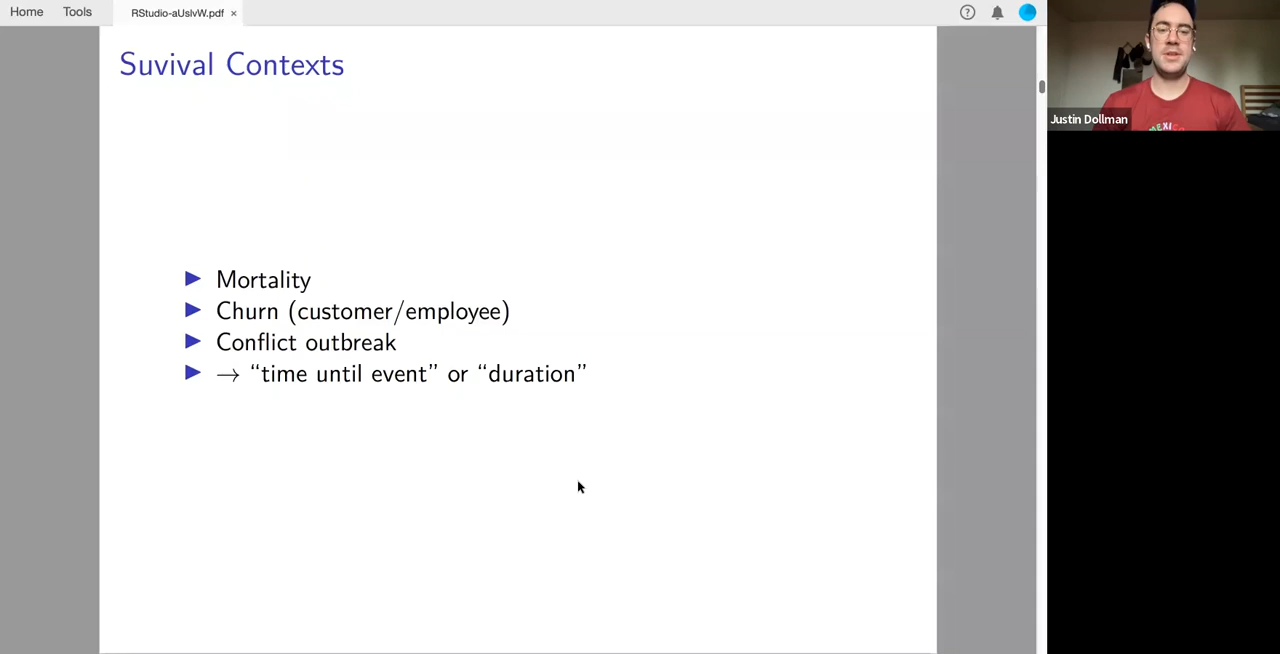 Home Tools RStudio-aUslvW.pdf ×
Suvival Contexts
Mortality
Churn (customer/employee)
Conflict outbreak
→ “time until event” or “duration”
Justin Dollman
MEXIC